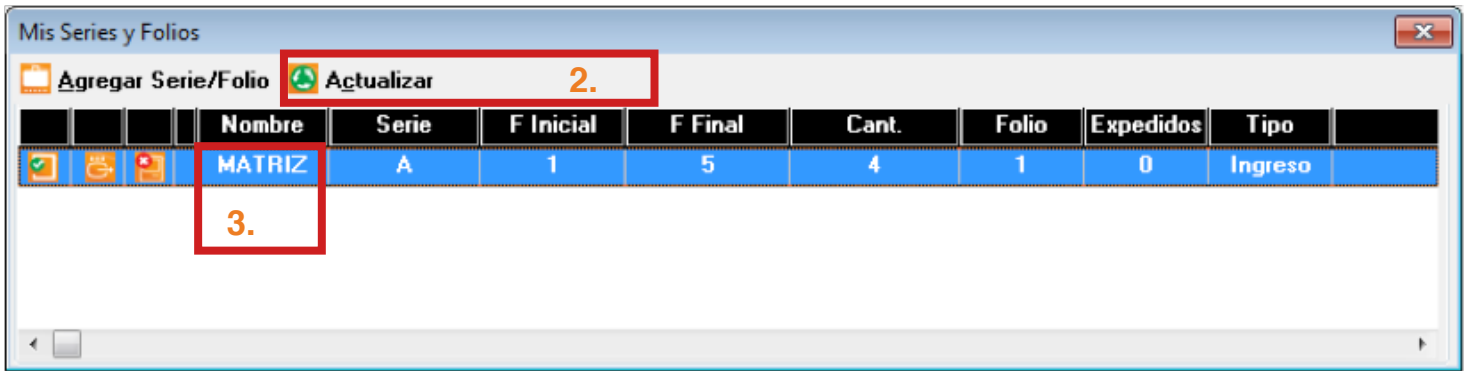 Mis Series y Folios
Agregar Serie/Folio Actualizar 2.
Nombre Serie F Inicial F Final Cant. Folio Expedidos Tipo
MATRIZ A 1 5 4 1 0 Ingreso
3.